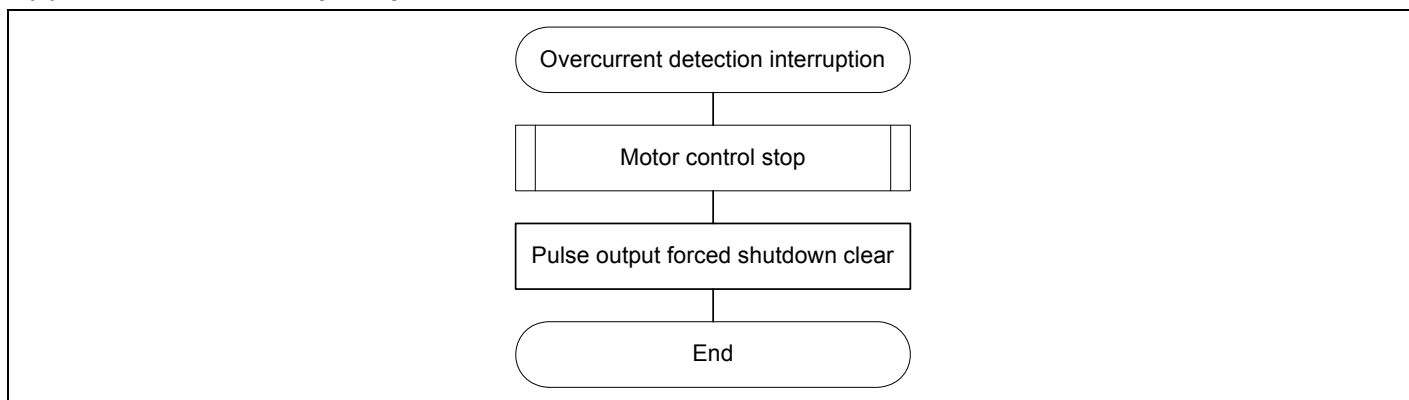 Overcurrent detection interruption
Motor control stop
Pulse output forced shutdown clear
End